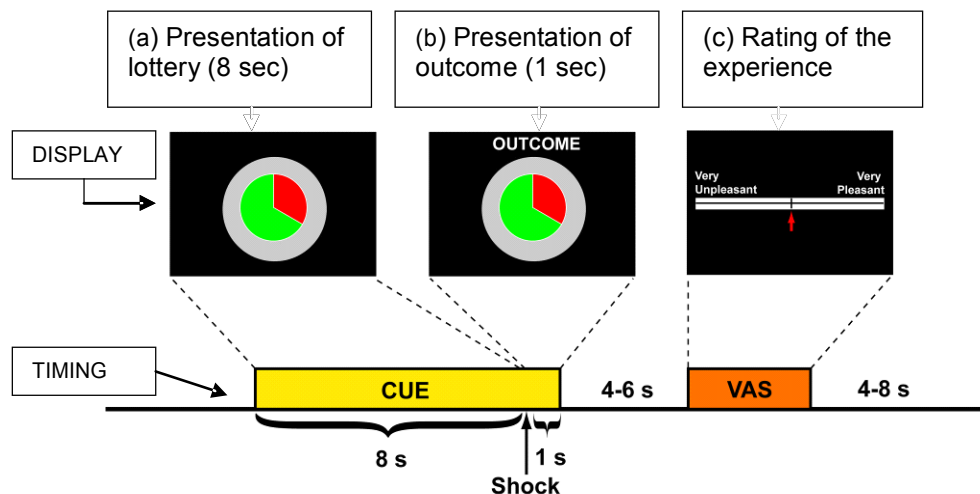 (a) Presentation of
lottery (8 sec)
(b) Presentation of
outcome (1 sec)
(c) Rating of the
experience
DISPLAY
OUTCOME
Very
Unpleasant
Very
Pleasant
TIMING
CUE
4-6 s
VAS
4-8 s
8 s
1 s
Shock